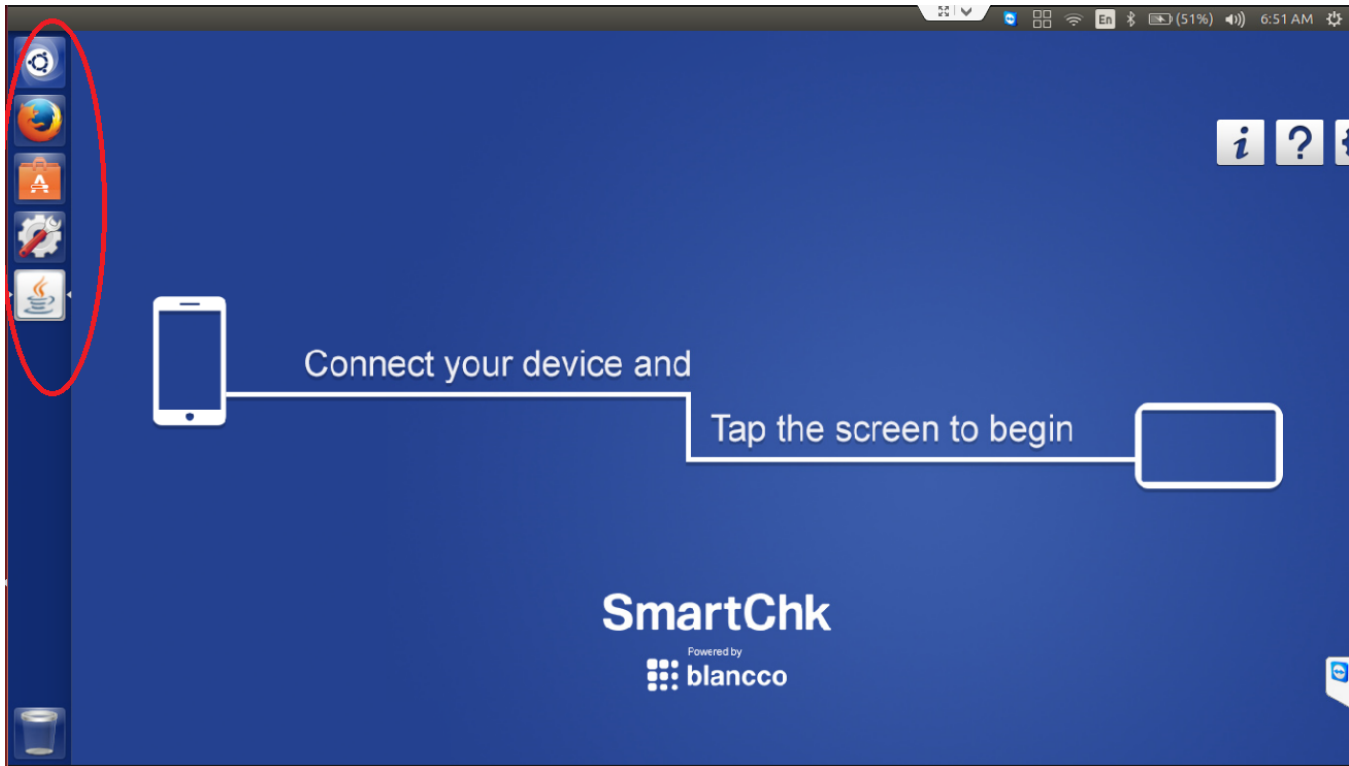 En (51%) 6:51 AM
i ?
Connect your device and
Tap the screen to begin
SmartChk
Powered by
blancco